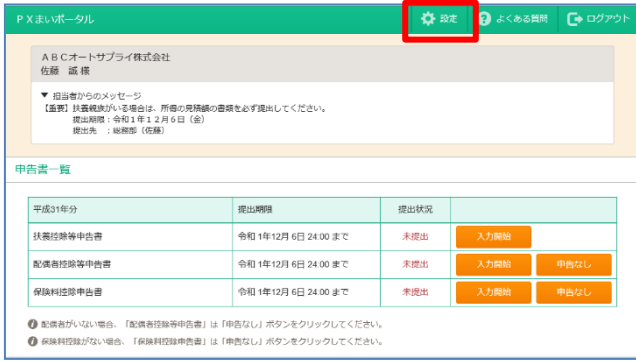 PXまいポータル 設定 よくある質問 ログアウト
ABCオートサプライ株式会社
佐藤 誠 様
▼ 担当者からのメッセージ
【重要】扶養親族がいる場合は、所得の見積額の書類を必ず提出してください。
提出期限：令和1年12月6日（金）
提出先 ：総務部（佐藤）
申告書一覧
平成31年分 提出期限 提出状況
扶養控除等申告書 令和 1年12月 6日 24:00 まで 未提出 入力開始
配偶者控除等申告書 令和 1年12月 6日 24:00 まで 未提出 入力開始 申告なし
保険料控除申告書 令和 1年12月 6日 24:00 まで 未提出 入力開始 申告なし
配偶者がいない場合、「配偶者控除等申告書」は「申告なし」ボタンをクリックしてください。
保険料控除がない場合、「保険料控除申告書」は「申告なし」ボタンをクリックしてください。